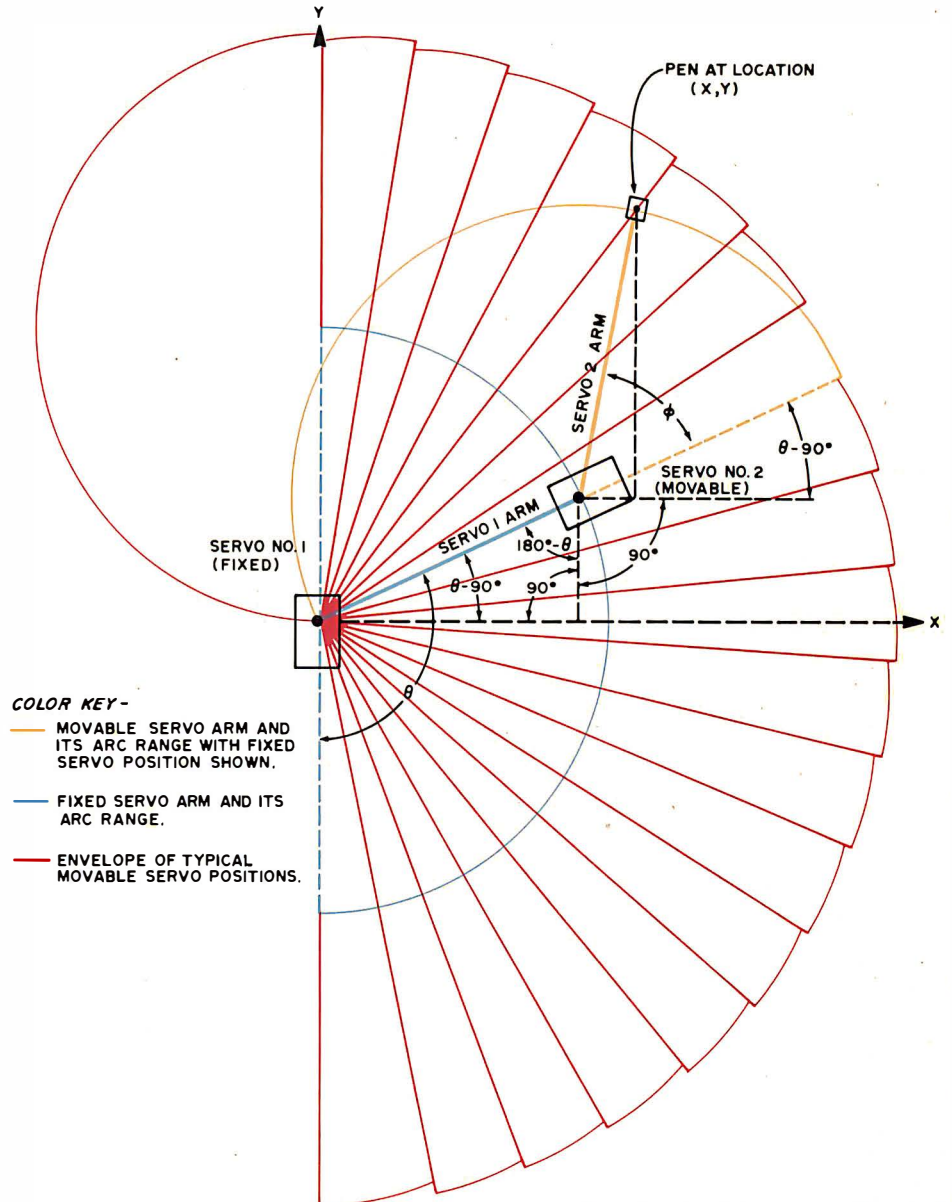 Y
PEN AT LOCATION
(X,Y)
SERVO 2 ARM
φ
θ-90°
SERVO NO.2
(MOVABLE)
SERVO 1 ARM
180°-θ
90°
SERVO NO.1
(FIXED)
θ-90°
90°
X
θ
COLOR KEY-
MOVABLE SERVO ARM AND
ITS ARC RANGE WITH FIXED
SERVO POSITION SHOWN.
FIXED SERVO ARM AND ITS
ARC RANGE.
ENVELOPE OF TYPICAL
MOVABLE SERVO POSITIONS.